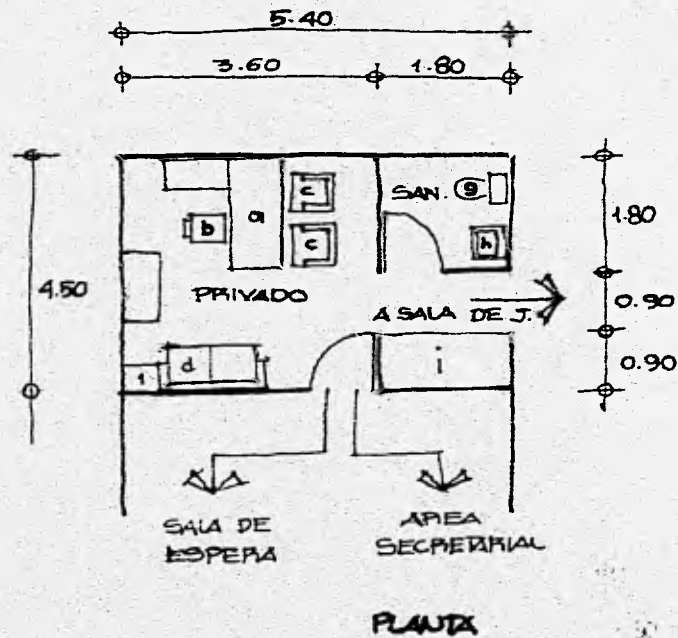 5.40
3.60 1.80
SAN. g
c
b a
c h
1.80
4.50
PRIVADO
A SALA DE J.
0.90
d i
1
0.90
SALA DE
ESPERA
AREA
SECRETARIAL
PLANTA